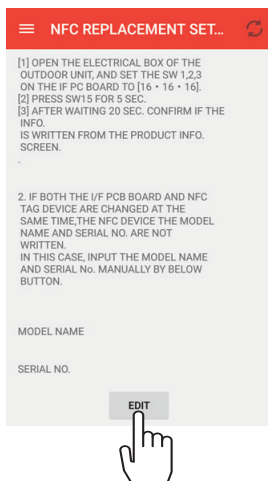 NFC REPLACEMENT SET...
[1] OPEN THE ELECTRICAL BOX OF THE
OUTDOOR UNIT, AND SET THE SW 1,2,3
ON THE IF PC BOARD TO [16 • 16 • 16].
[2] PRESS SW15 FOR 5 SEC.
[3] AFTER WAITING 20 SEC. CONFIRM IF THE
INFO.
IS WRITTEN FROM THE PRODUCT INFO.
SCREEN.
.
2. IF BOTH THE I/F PCB BOARD AND NFC
TAG DEVICE ARE CHANGED AT THE
SAME TIME,THE NFC DEVICE THE MODEL
NAME AND SERIAL NO. ARE NOT
WRITTEN.
IN THIS CASE, INPUT THE MODEL NAME
AND SERIAL No. MANUALLY BY BELOW
BUTTON.
MODEL NAME
SERIAL NO.
EDIT